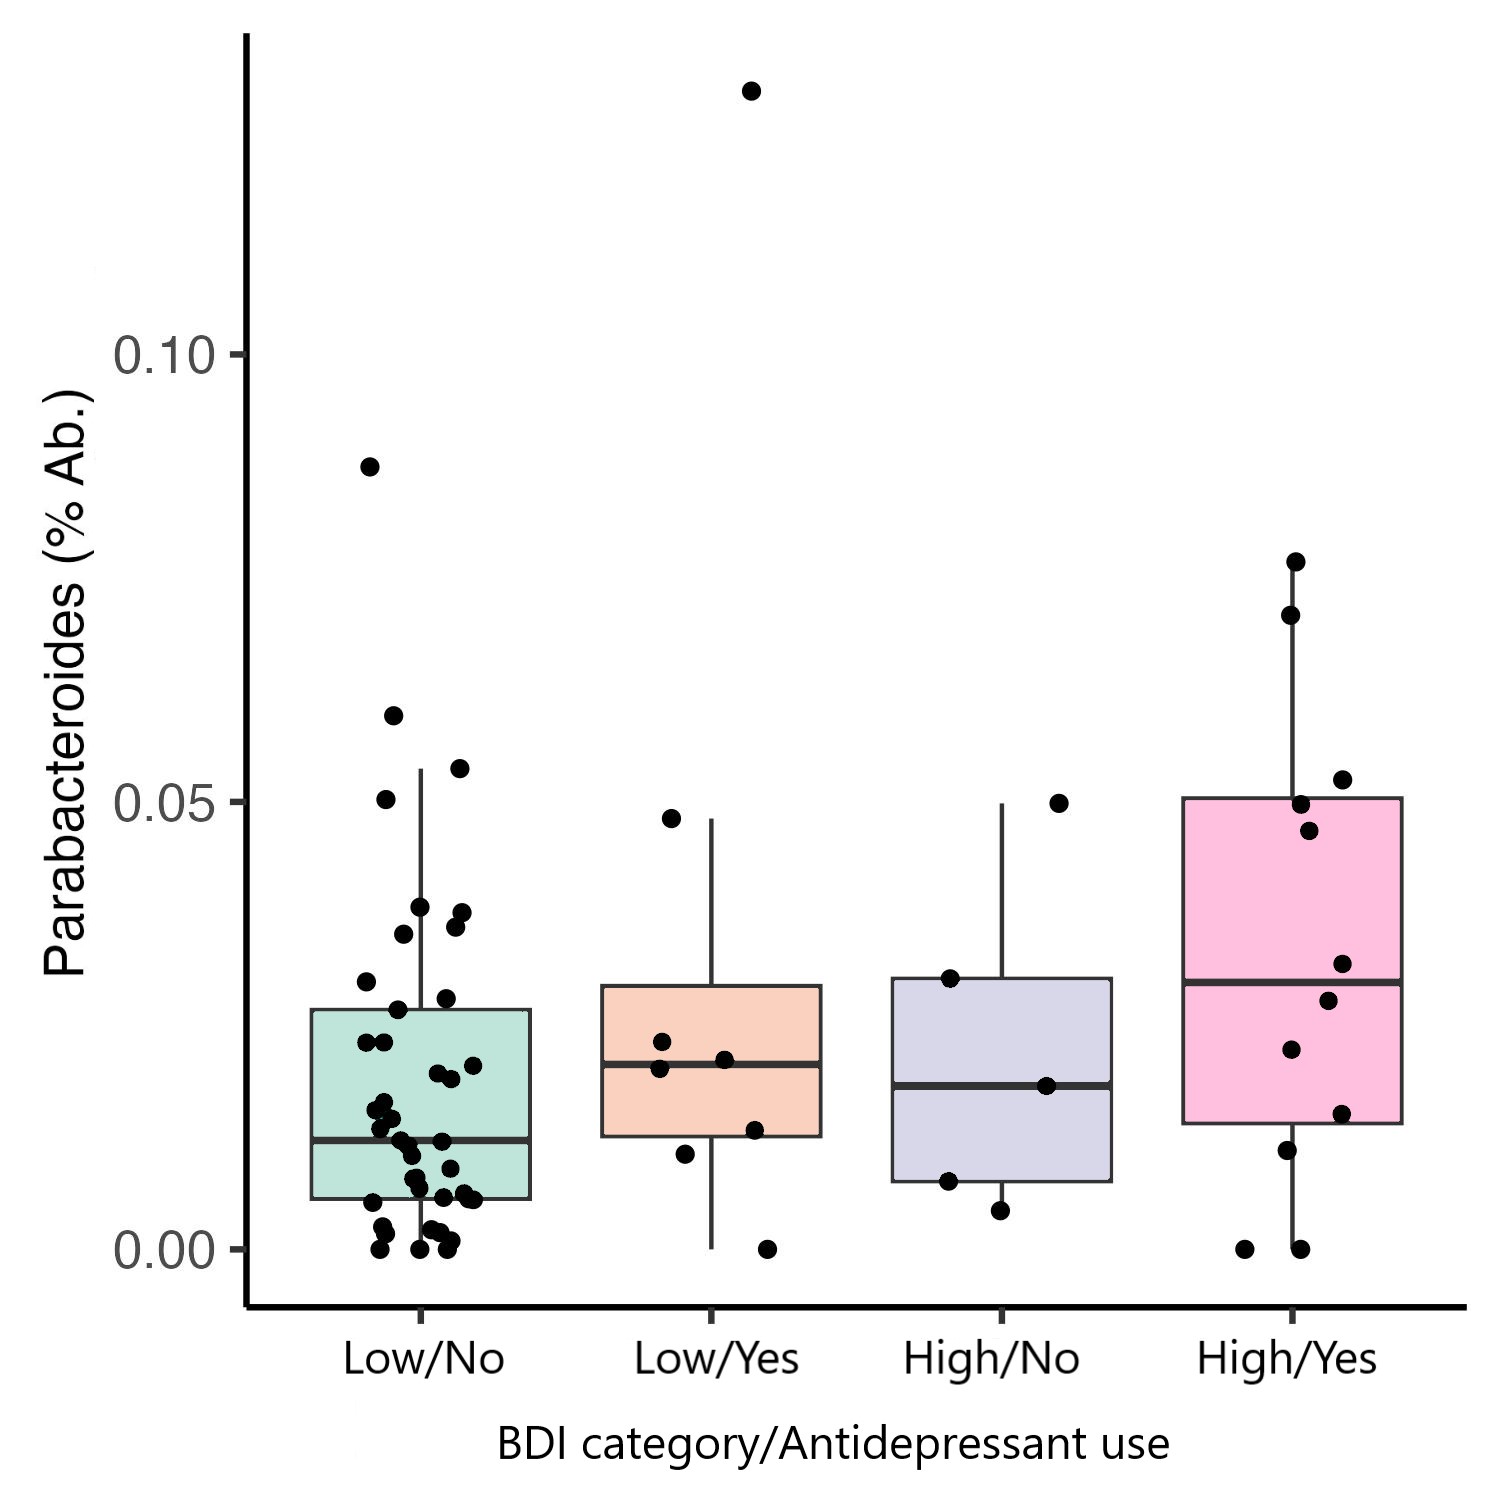 Parabacteroides (% Ab.)
0.10
0.05
0.00
Low/No
Low/Yes
High/No
High/Yes
BDI category/Antidepressant use